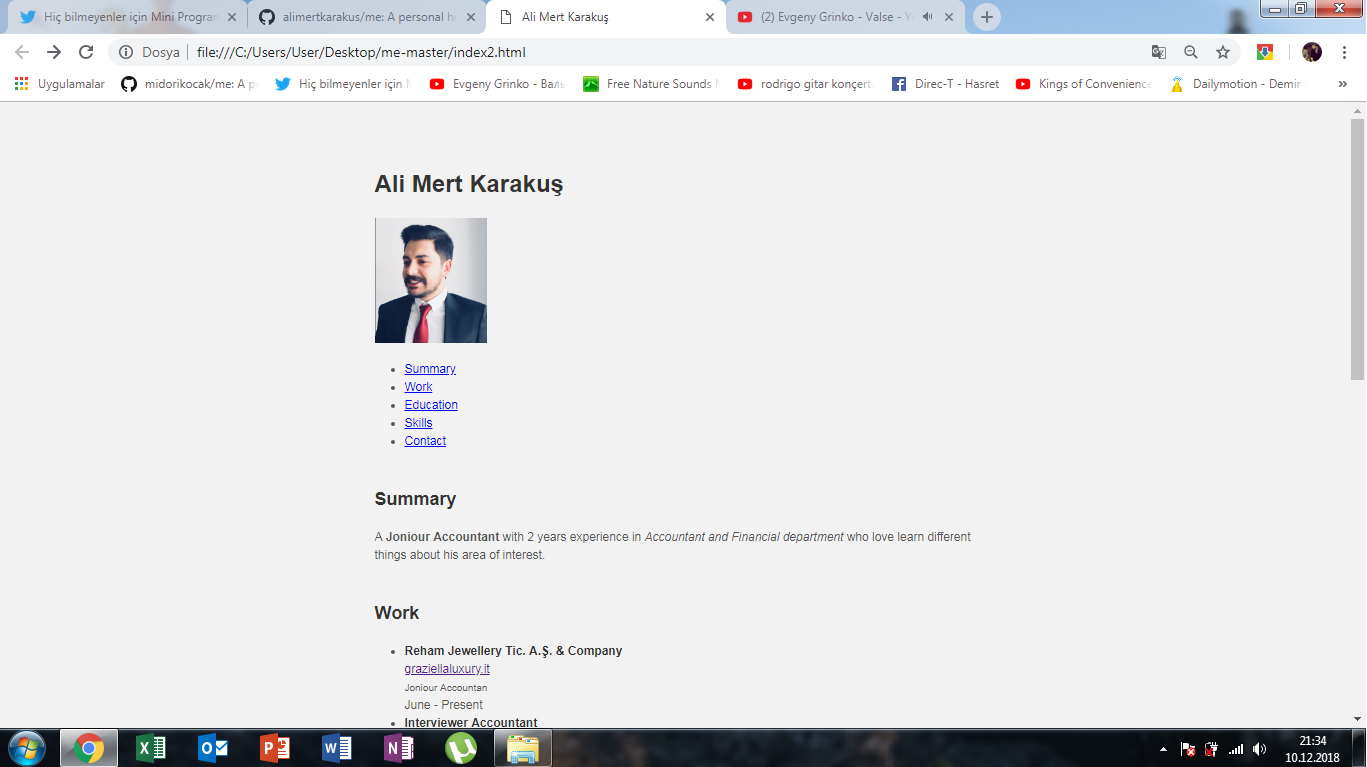 Hiç bilmeyenler için Mini Program
alimertkarakus/me: A personal ho
Ali Mert Karakuş
(2) Evgeny Grinko - Valse - Y
Dosya
file:///C:/Users/User/Desktop/me-master/index2.html
Uygulamalar
midorikocak/me: A p
Hiç bilmeyenler için M
Evgeny Grinko - Валь
Free Nature Sounds
rodrigo gitar konçert
Direc-T - Hasret
Kings of Convenience
Dailymotion - Demir
Ali Mert Karakuş
Summary
Work
Education
Skills
Contact
Summary
A Joniour Accountant with 2 years experience in Accountant and Financial department who love learn different
things about his area of interest.
Work
Reham Jewellery Tic. A.Ş. & Company
graziellaluxury.it
Joniour Accountan
June - Present
Interviewer Accountant
21:34
10.12.2018